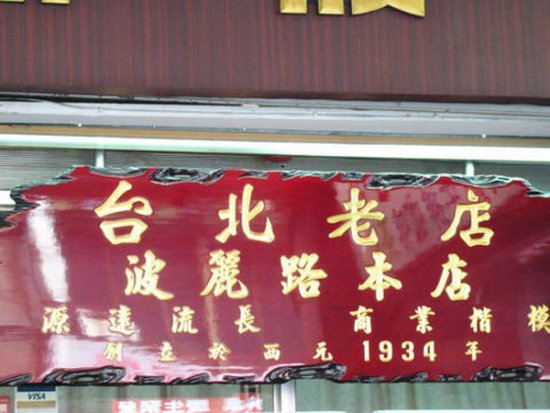 台北老店
波麗路本店
源遠流長 商業楷模
創立於西元1934年
VISA